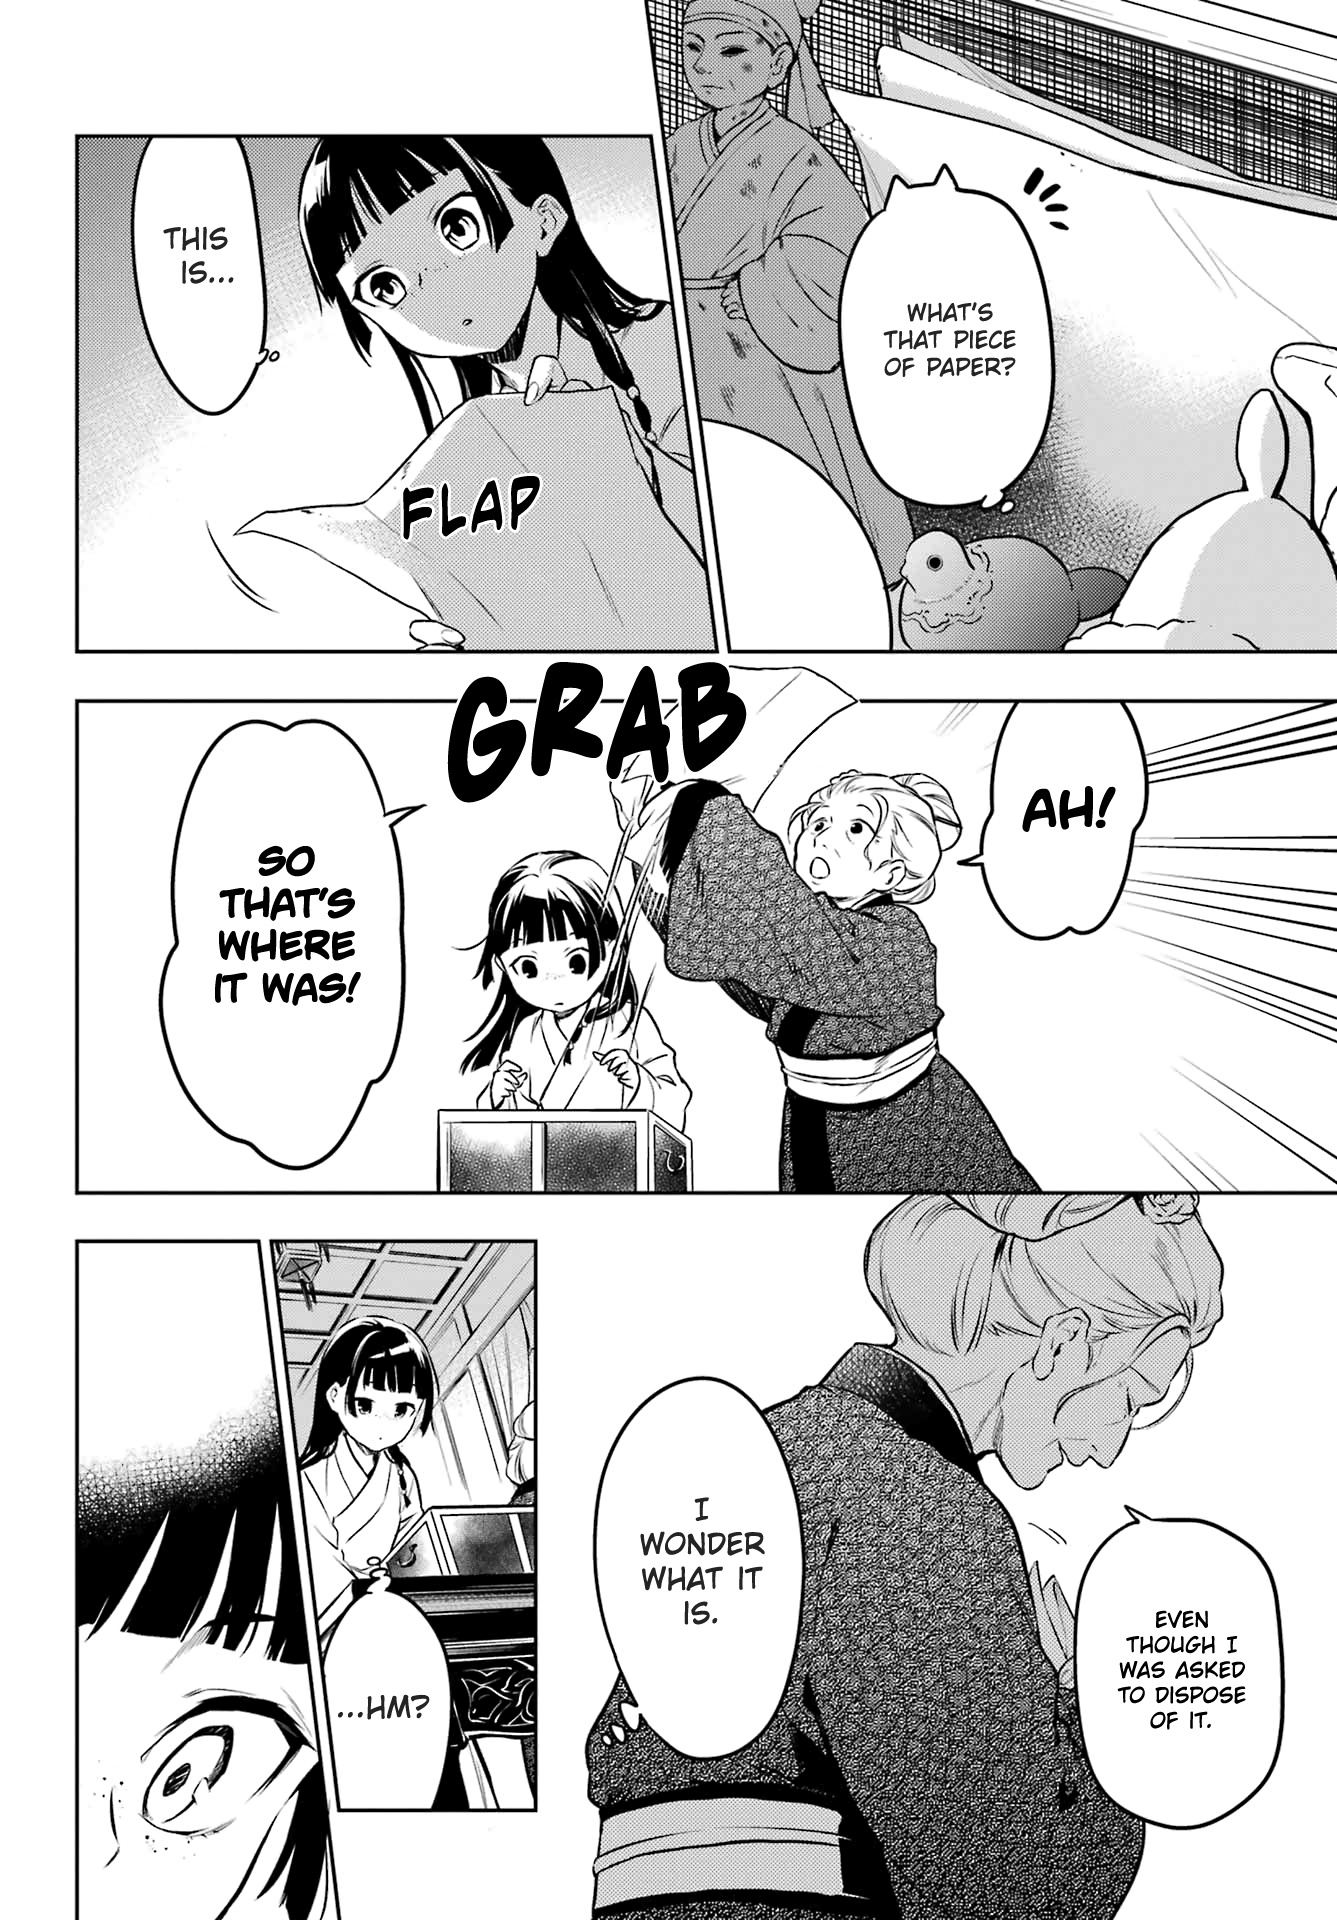 WHAT'S
THAT PIECE
OF PAPER?
THIS
IS...
FLAP
GRAB
AH!
SO
THAT'S
WHERE
IT WAS!
EVEN
THOUGH I
WAS ASKED
TO DISPOSE
OF IT.
I
WONDER
WHAT IT
IS.
...HM?